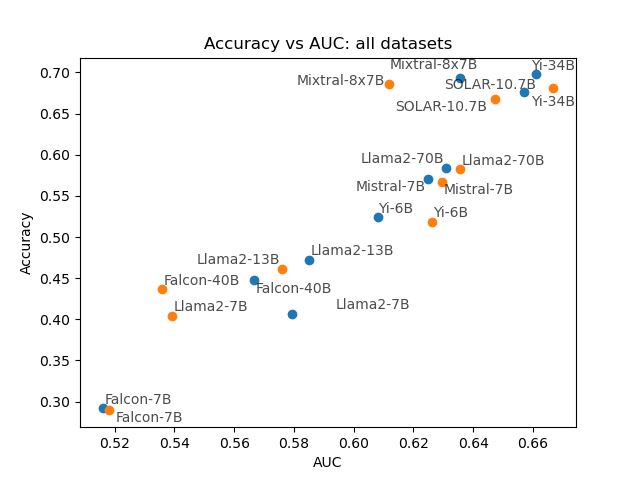 Accuracy vs AUC: all datasets
Mixtral-8x7B
Yi-34B
Mixtral-8x7B
SOLAR-10.7B
Yi-34B
SOLAR-10.7B
Llama2-70B
Llama2-70B
Mistral-7B
Mistral-7B
Yi-6B
Yi-6B
Llama2-13B
Llama2-13B
Falcon-40B
Falcon-40B
Llama2-7B
Llama2-7B
Falcon-7B
Falcon-7B
0.70
0.65
0.60
0.55
0.50
0.45
0.40
0.35
0.30
Accuracy
0.52 0.54 0.56 0.58 0.60 0.62 0.64 0.66
AUC